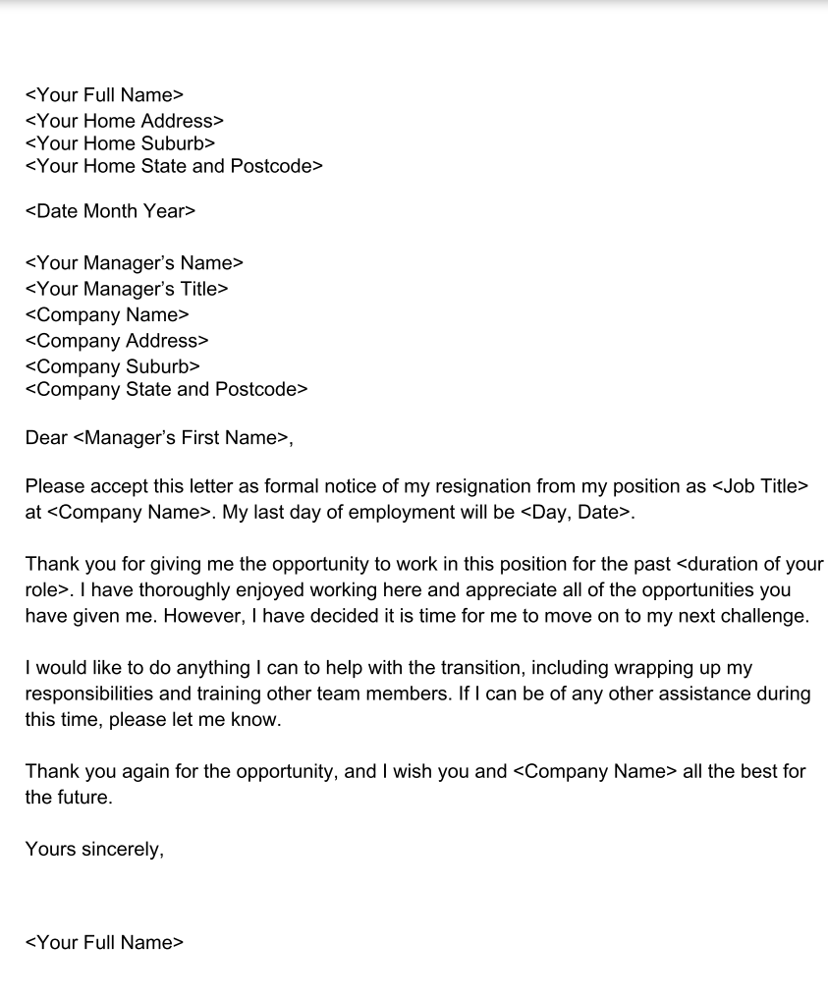 <Your Full Name>
<Your Home Address>
<Your Home Suburb>
<Your Home State and Postcode>
<Date Month Year>
<Your Manager’s Name>
<Your Manager’s Title>
<Company Name>
<Company Address>
<Company Suburb>
<Company State and Postcode>
Dear <Manager’s First Name>,
Please accept this letter as formal notice of my resignation from my position as <Job Title>
at <Company Name>. My last day of employment will be <Day, Date>.
Thank you for giving me the opportunity to work in this position for the past <duration of your
role>. I have thoroughly enjoyed working here and appreciate all of the opportunities you
have given me. However, I have decided it is time for me to move on to my next challenge.
I would like to do anything I can to help with the transition, including wrapping up my
responsibilities and training other team members. If I can be of any other assistance during
this time, please let me know.
Thank you again for the opportunity, and I wish you and <Company Name> all the best for
the future.
Yours sincerely,
<Your Full Name>